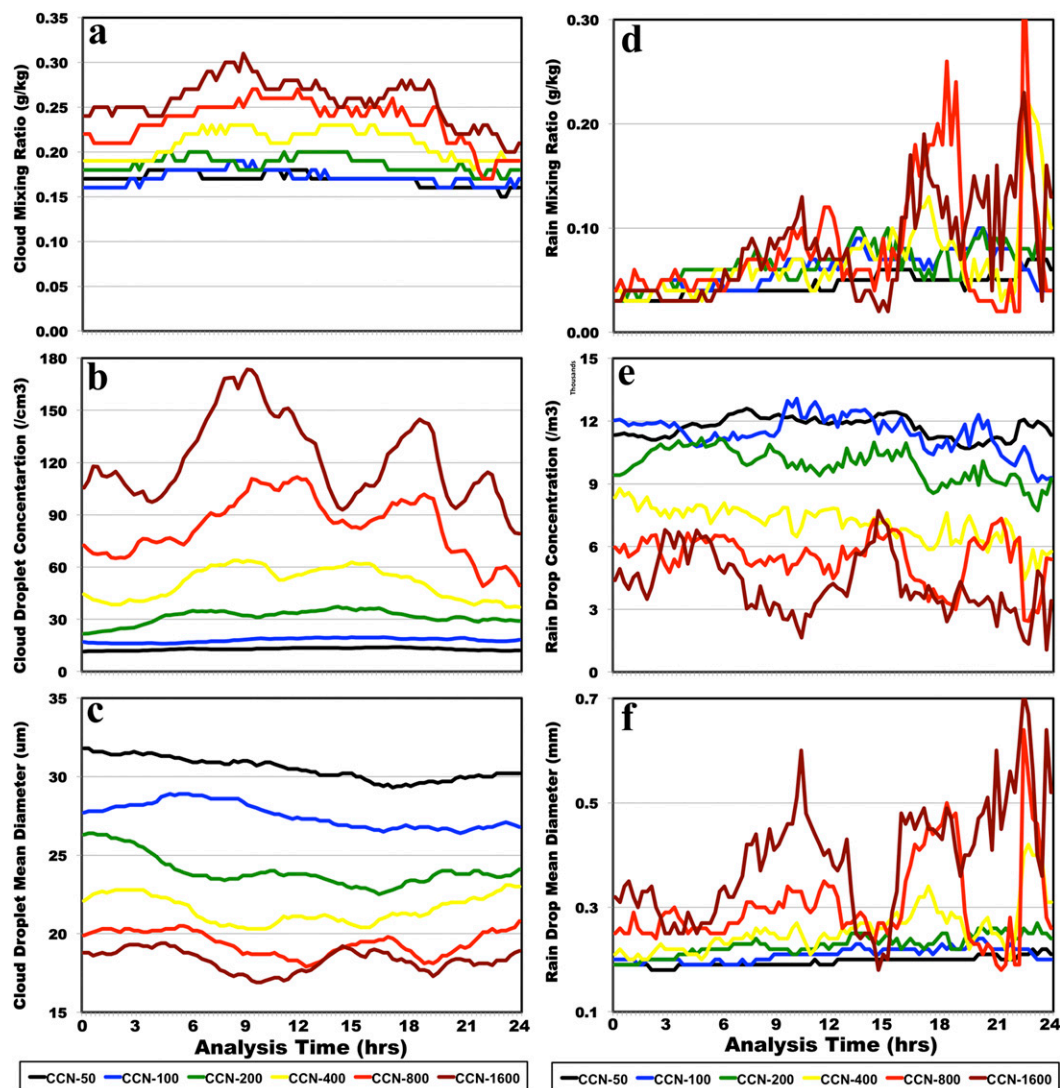 a
Cloud Mixing Ratio (g/kg)
0.35
0.30
0.25
0.20
0.15
0.10
0.05
0.00
b
Cloud Droplet Concentartion (/cm3)
180
150
120
90
60
30
0
c
Cloud Droplet Mean Diameter (um)
35
30
25
20
15
0 3 6 9 12 15 18 21 24
Analysis Time (hrs)
CCN-50 CCN-100 CCN-200 CCN-400 CCN-800 CCN-1600
d
Rain Mixing Ratio (g/kg)
0.30
0.20
0.10
0.00
e
Rain Drop Concentration (/m3)
Thousands
15
12
9
6
3
0
f
Rain Drop Mean Diameter (mm)
0.7
0.5
0.3
0.1
0 3 6 9 12 15 18 21 24
Analysis Time (hrs)
CCN-50 CCN-100 CCN-200 CCN-400 CCN-800 CCN-1600